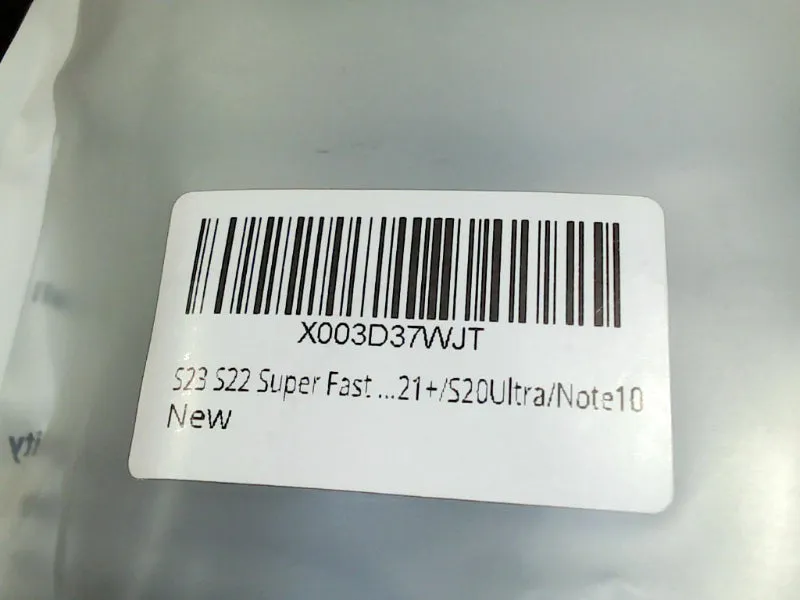 X003D37WJT
S23 S22 Super Fast ...21+/S20Ultra/Note10
New